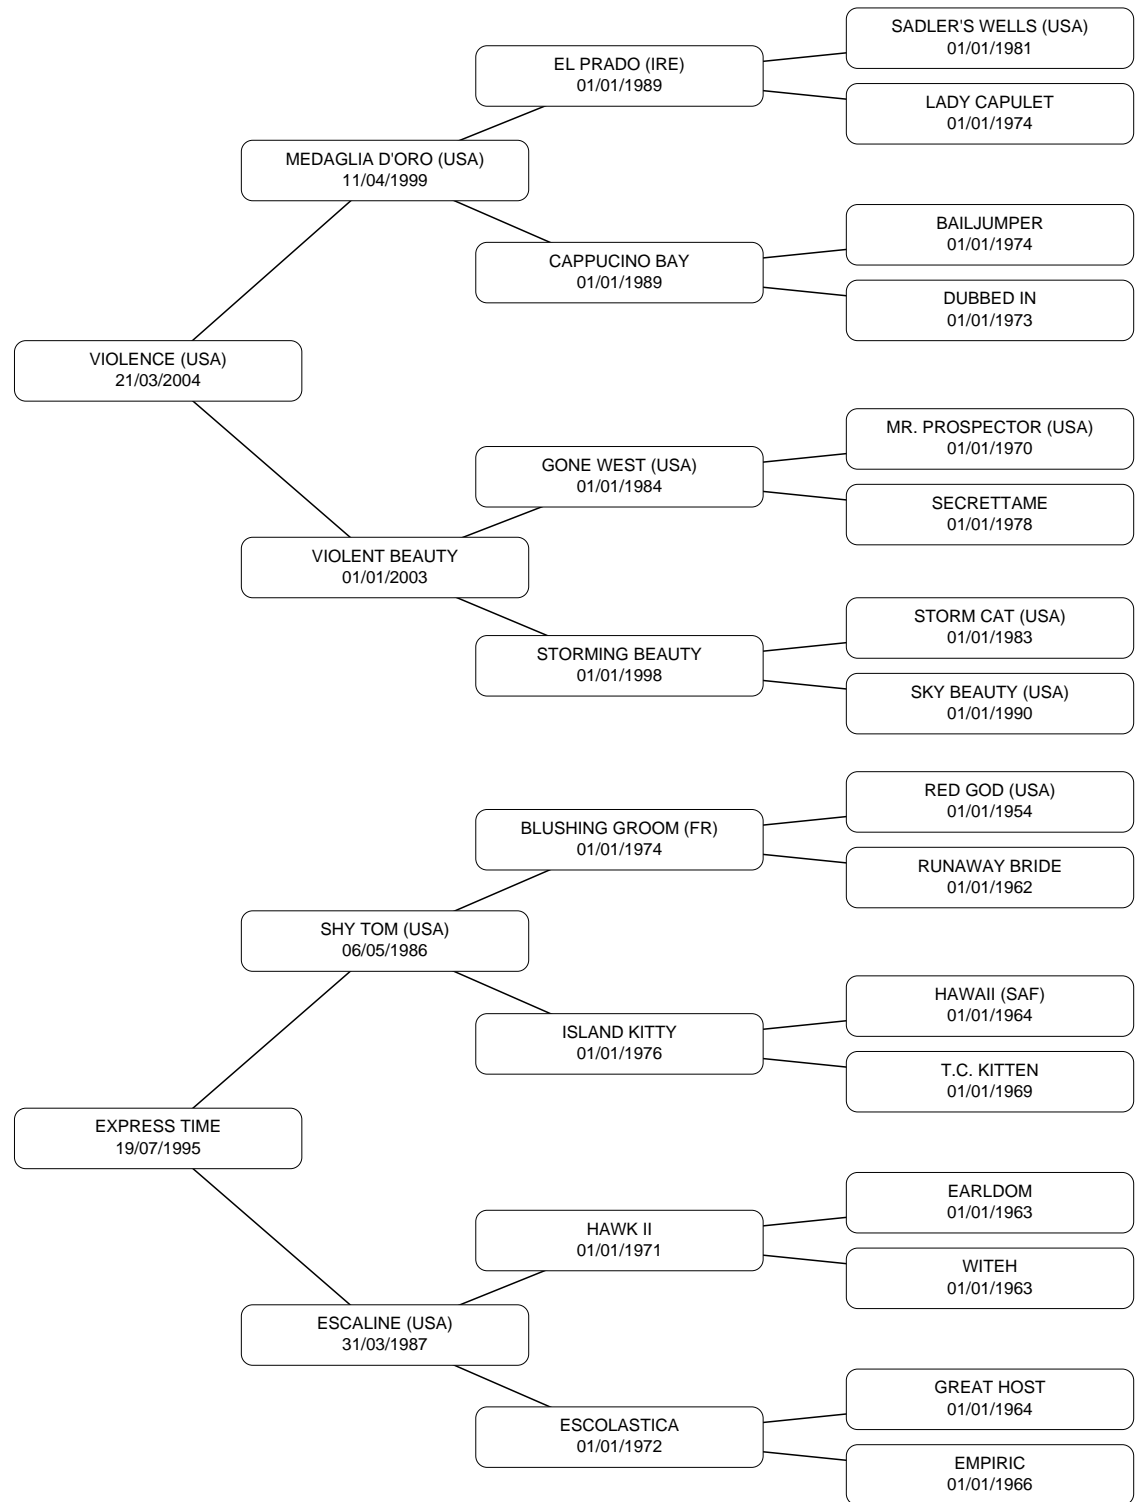 SADLER'S WELLS (USA)
01/01/1981
EL PRADO (IRE)
01/01/1989
LADY CAPULET
01/01/1974
MEDAGLIA D'ORO (USA)
11/04/1999
BAILJUMPER
01/01/1974
CAPPUCINO BAY
01/01/1989
DUBBED IN
01/01/1973
VIOLENCE (USA)
21/03/2004
MR. PROSPECTOR (USA)
01/01/1970
GONE WEST (USA)
01/01/1984
SECRETTAME
01/01/1978
VIOLENT BEAUTY
01/01/2003
STORM CAT (USA)
01/01/1983
STORMING BEAUTY
01/01/1998
SKY BEAUTY (USA)
01/01/1990
RED GOD (USA)
01/01/1954
BLUSHING GROOM (FR)
01/01/1974
RUNAWAY BRIDE
01/01/1962
SHY TOM (USA)
06/05/1986
HAWAII (SAF)
01/01/1964
ISLAND KITTY
01/01/1976
T.C. KITTEN
01/01/1969
EXPRESS TIME
19/07/1995
EARLDOM
01/01/1963
HAWK II
01/01/1971
WITEH
01/01/1963
ESCALINE (USA)
31/03/1987
GREAT HOST
01/01/1964
ESCOLASTICA
01/01/1972
EMPIRIC
01/01/1966